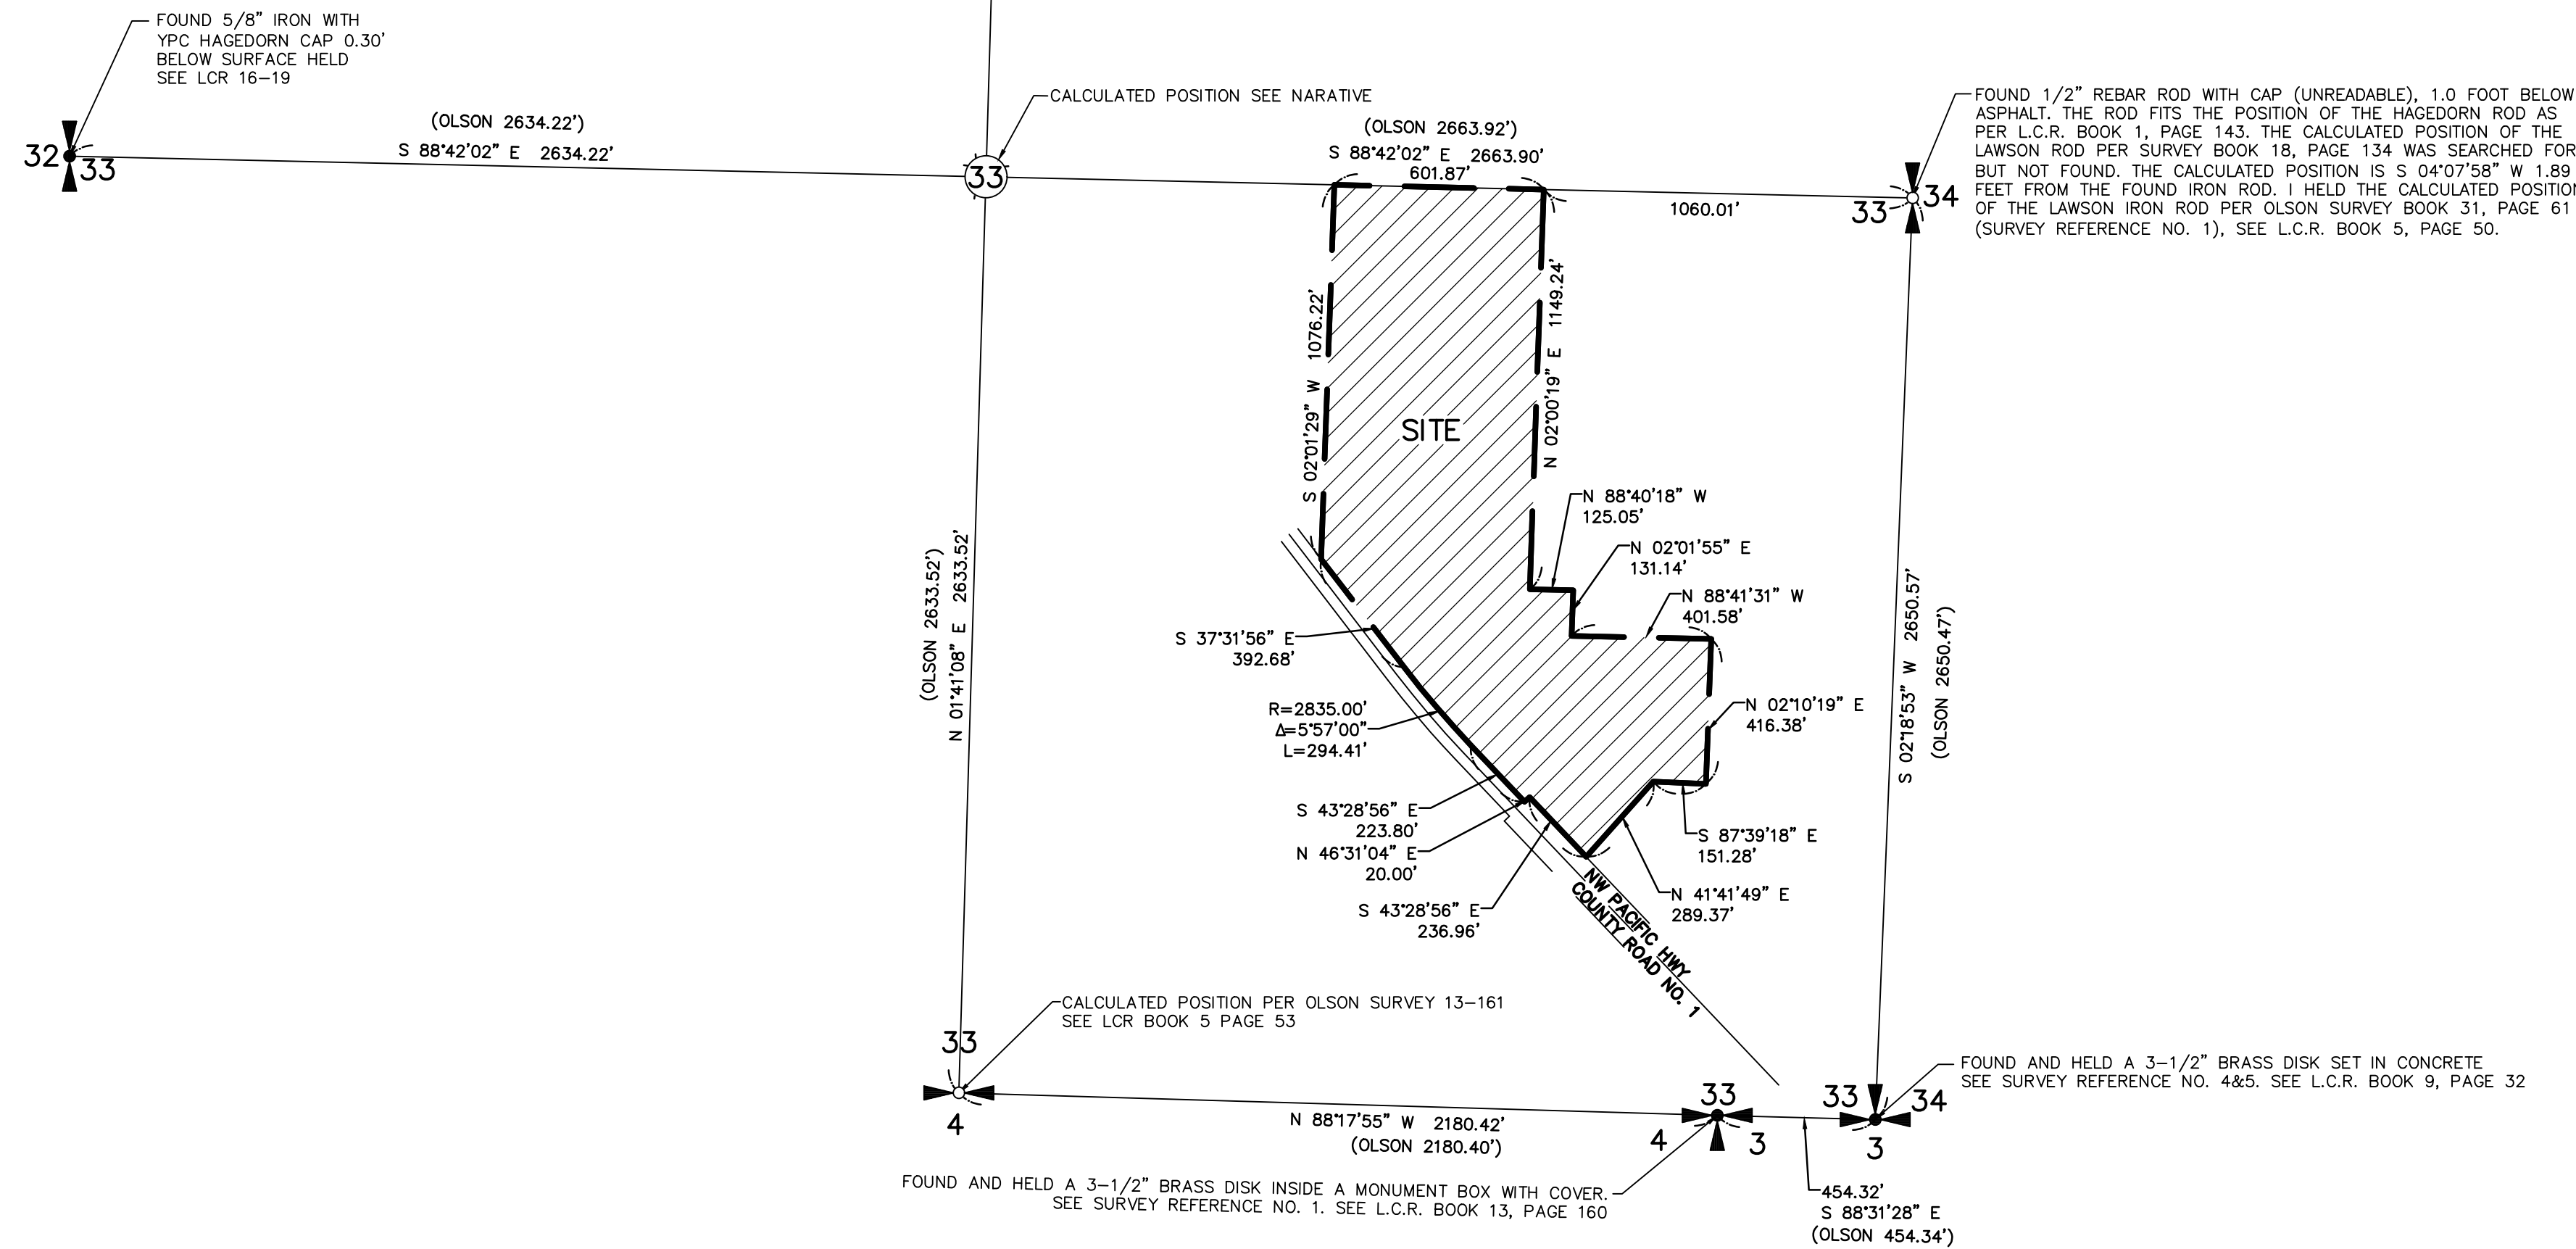 FOUND 5/8” IRON WITH
YPC HAGEDORN CAP 0.30’
BELOW SURFACE HELD
SEE LCR 16–19
32
33
(OLSON 2634.22’)
S 88°42’02” E 2634.22’
33
CALCULATED POSITION SEE NARATIVE
(OLSON 2663.92’)
S 88°42’02” E 2663.90’
601.87’
1060.01’
33
34
FOUND 1/2” REBAR ROD WITH CAP (UNREADABLE), 1.0 FOOT BELOW
ASPHALT. THE ROD FITS THE POSITION OF THE HAGEDORN ROD AS
PER L.C.R. BOOK 1, PAGE 143. THE CALCULATED POSITION OF THE
LAWSON ROD PER SURVEY BOOK 18, PAGE 134 WAS SEARCHED FOR
BUT NOT FOUND. THE CALCULATED POSITION IS S 04°07’58” W 1.89
FEET FROM THE FOUND IRON ROD. I HELD THE CALCULATED POSITION
OF THE LAWSON IRON ROD PER OLSON SURVEY BOOK 31, PAGE 61
(SURVEY REFERENCE NO. 1), SEE L.C.R. BOOK 5, PAGE 50.
S 02°01’29” W 1076.22’
SITE
N 02°00’19” E 1149.24’
N 88°40’18” W
125.05’
N 02°01’55” E
131.14’
N 88°41’31” W
401.58’
(OLSON 2633.52’)
N 01°41’08” E 2633.52’
S 02°18’53” W 2650.57’
(OLSON 2650.47’)
S 37°31’56” E
392.68’
R=2835.00’
Δ=5°57’00”
L=294.41’
N 02°10’19” E
416.38’
S 43°28’56” E
223.80’
N 46°31’04” E
20.00’
S 43°28’56” E
236.96’
S 87°39’18” E
151.28’
N 41°41’49” E
289.37’
NW PACIFIC HWY
COUNTY ROAD NO. 1
CALCULATED POSITION PER OLSON SURVEY 13–161
SEE LCR BOOK 5 PAGE 53
33
4
N 88°17’55” W 2180.42’
(OLSON 2180.40’)
33
4
3
33
34
3
FOUND AND HELD A 3–1/2” BRASS DISK SET IN CONCRETE
SEE SURVEY REFERENCE NO. 4&5. SEE L.C.R. BOOK 9, PAGE 32
FOUND AND HELD A 3–1/2” BRASS DISK INSIDE A MONUMENT BOX WITH COVER.
SEE SURVEY REFERENCE NO. 1. SEE L.C.R. BOOK 13, PAGE 160
454.32’
S 88°31’28” E
(OLSON 454.34’)